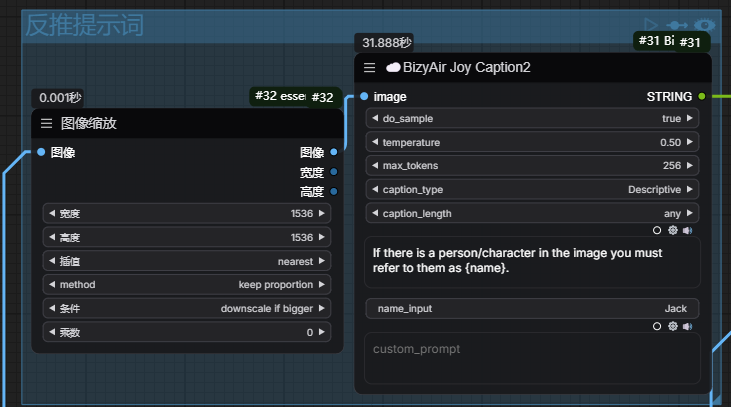 反推提示词
31.888秒
#31 Bi
#31
BizyAir Joy Caption2
image
STRING
do_sample
true
temperature
0.50
max_tokens
256
caption_type
Descriptive
caption_length
any
If there is a person/character in the image you must
refer to them as {name}.
name_input
Jack
custom_prompt
0.001秒
#32 esse
#32
图像缩放
图像
图像
宽度
高度
宽度
1536
高度
1536
插值
nearest
method
keep proportion
条件
downscale if bigger
乘数
0